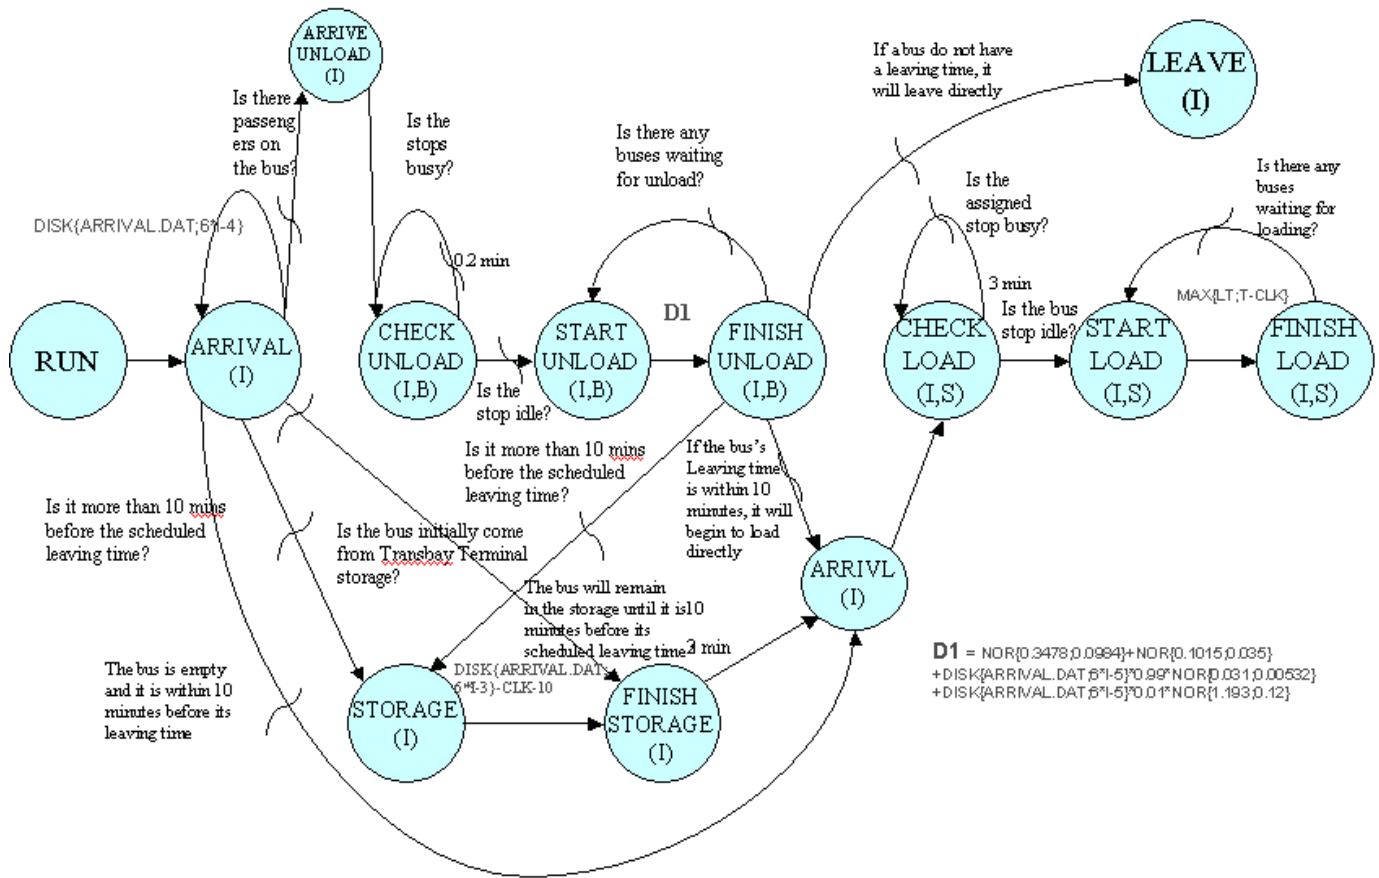 ARRIVE
UNLOAD
(I)
If a bus do not have
a leaving time, it
will leave directly
LEAVE
(I)
Is there
passeng
ers on
the bus?
Is the
stops
busy?
Is there any
buses waiting
for unload?
Is the
assigned
stop busy?
Is there any
buses
waiting for
loading?
DISK{ARRIVAL.DAT;6*I-4}
0.2 min
3 min
MAX{LT;T-CLK}
D1
Is the bus
stop idle?
RUN
ARRIVAL
(I)
CHECK
UNLOAD
(I,B)
START
UNLOAD
(I,B)
FINISH
UNLOAD
(I,B)
CHECK
LOAD
(I,S)
START
LOAD
(I,S)
FINISH
LOAD
(I,S)
Is the
stop idle?
Is it more than 10 mins
before the scheduled
leaving time?
If the bus's
Leaving time
is within 10
minutes, it will
begin to load
directly
Is it more than 10 mins
before the scheduled
leaving time?
Is the bus initially come
from Transbay Terminal
storage?
ARRIVL
(I)
The bus will remain
in the storage until it is10
minutes before its
scheduled leaving time
3 min
The bus is empty
and it is within 10
minutes before its
leaving time
DISK{ARRIVAL.DAT;
6*I-3}-CLK-10
STORAGE
(I)
FINISH
STORAGE
(I)
D1 = NOR{0.3478;0.0984}+NOR{0.1015;0.035}
+DISK{ARRIVAL.DAT;6*I-5}*0.99*NOR{0.031;0.00532}
+DISK{ARRIVAL.DAT;6*I-5}*0.01*NOR{1.193;0.12}